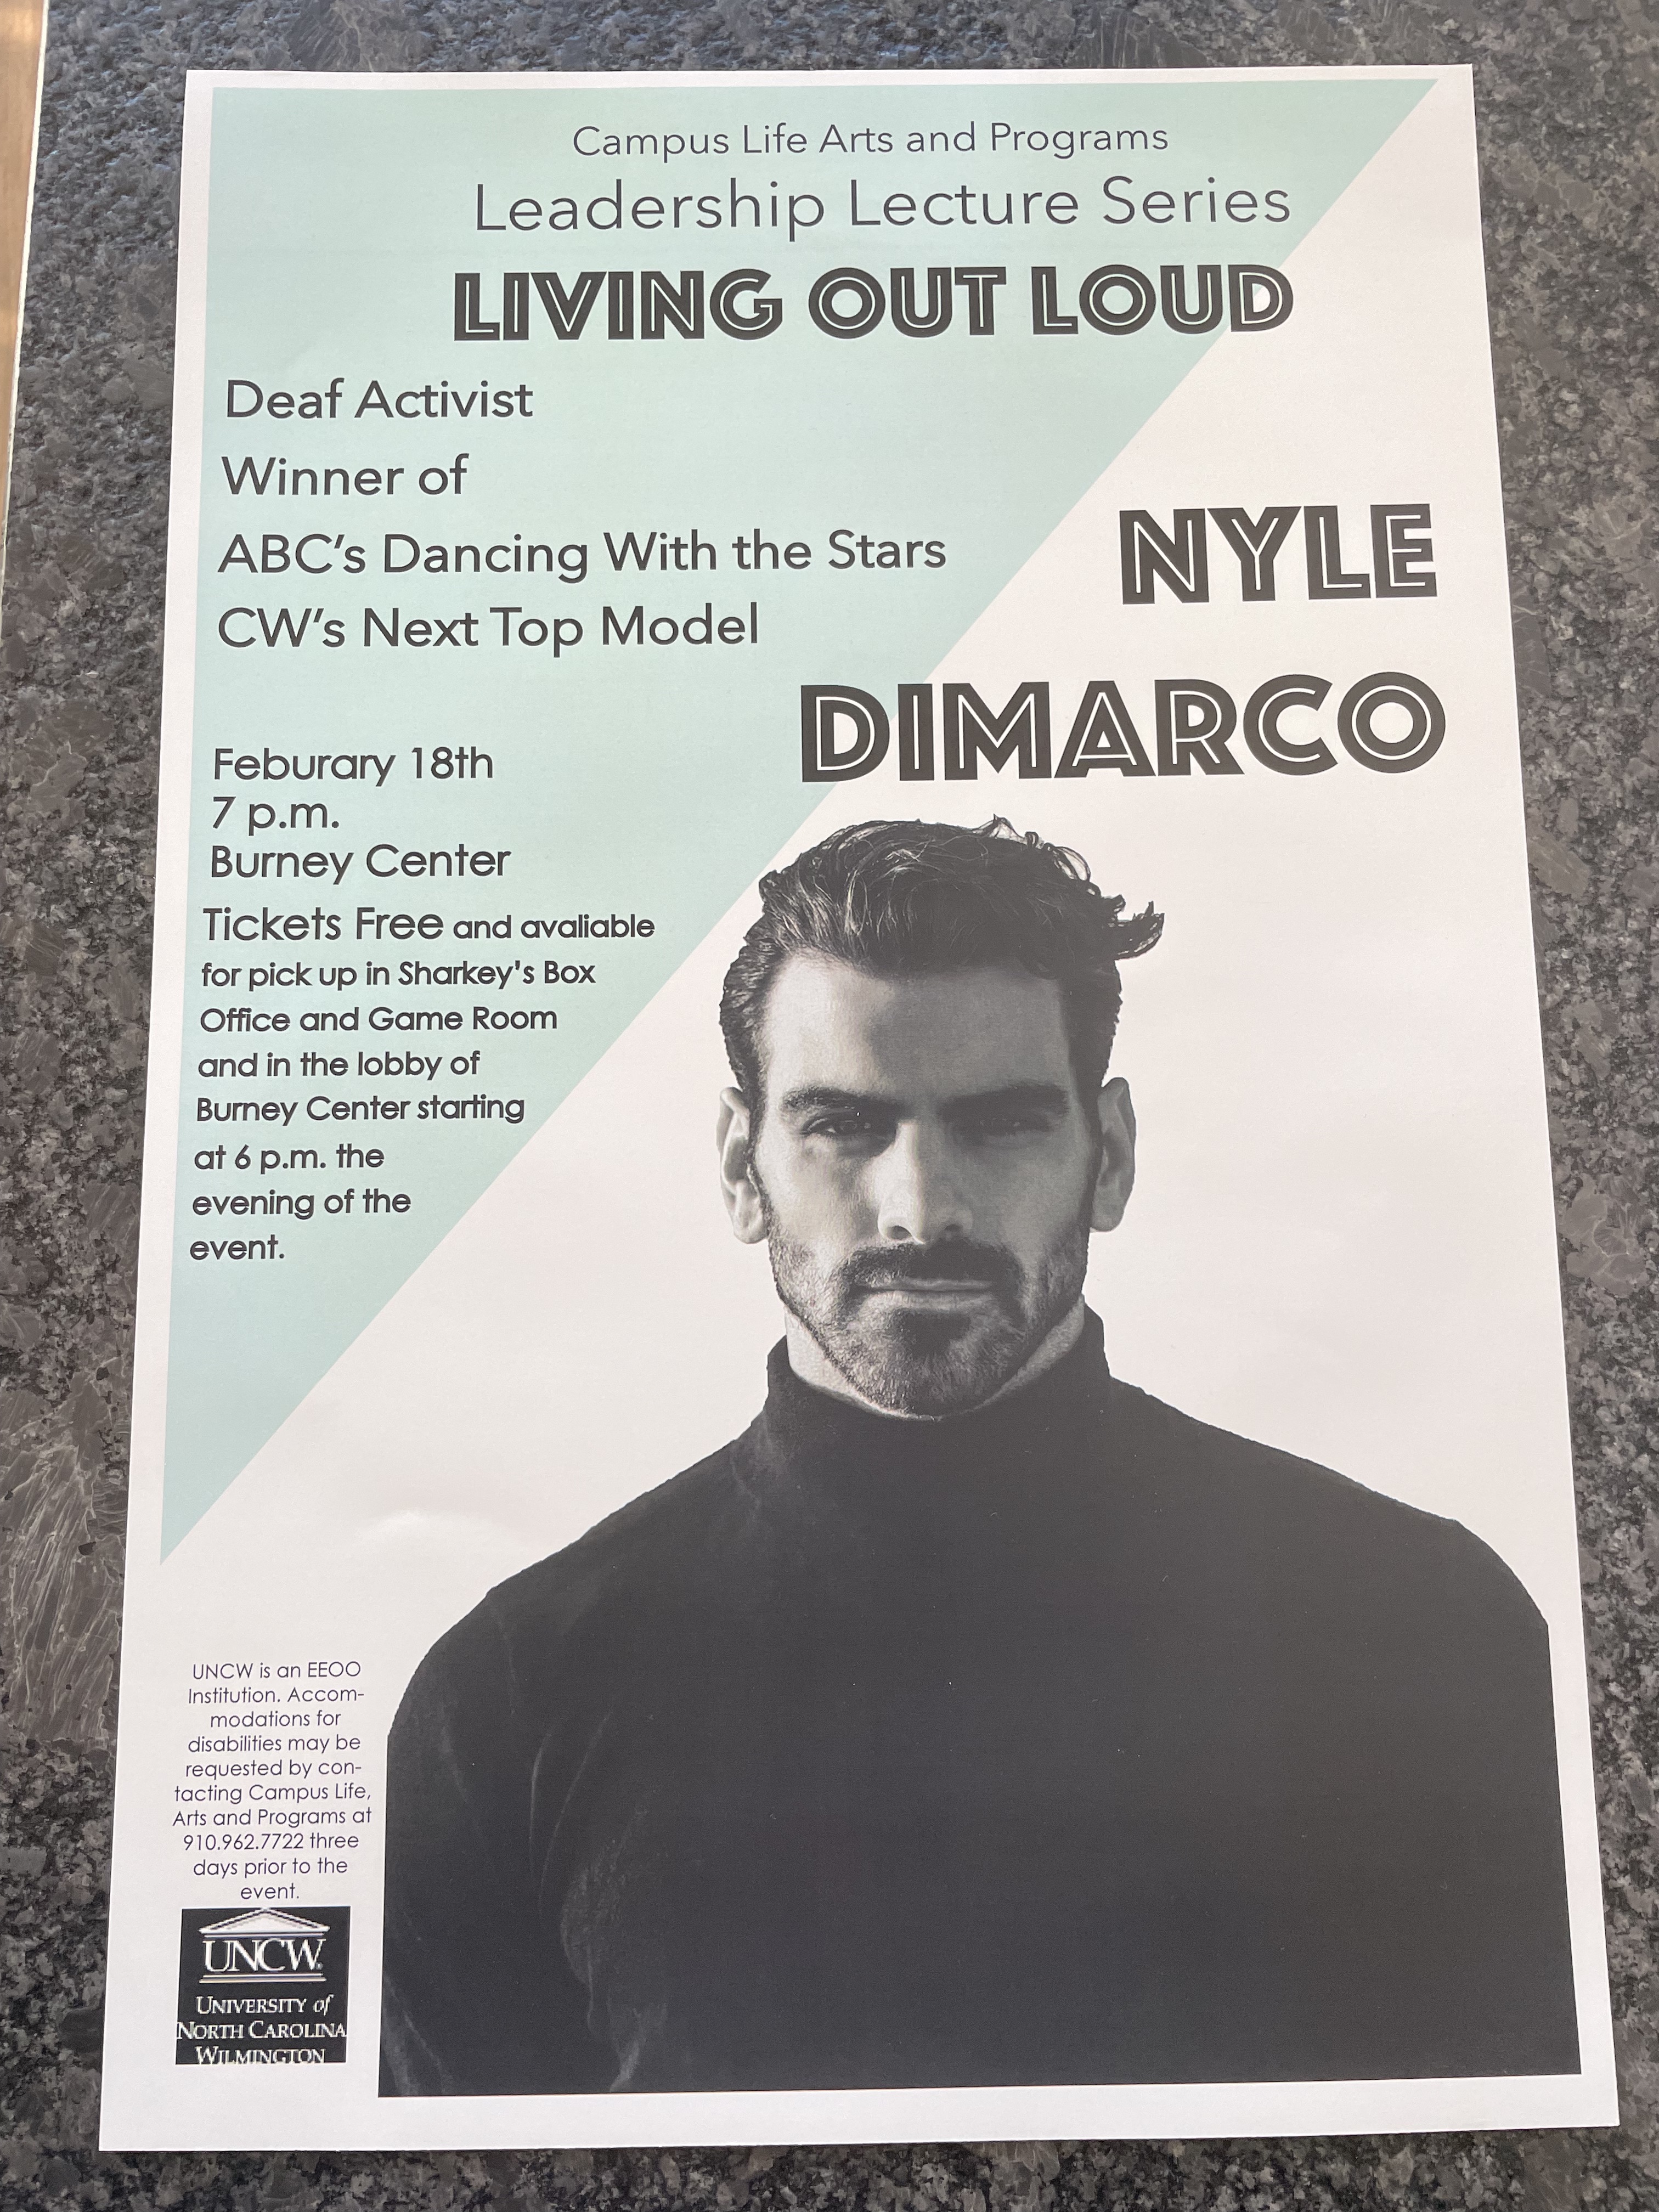 Campus Life Arts and Programs
Leadership Lecture Series
LIVING OUT LOUD
Deaf Activist
Winner of
ABC's Dancing With the Stars
CW's Next Top Model
NYLE
DIMARCO
Feburary 18th
7 p.m.
Burney Center
Tickets Free and avaliable
for pick up in Sharkey's Box
Office and Game Room
and in the lobby of
Burney Center starting
at 6 p.m. the
evening of the
event.
UNCW is an EEOO
Institution. Accom-
modations for
disabilities may be
requested by con-
tacting Campus Life,
Arts and Programs at
910.962.7722 three
days prior to the
event.
UNCW
UNIVERSITY of
NORTH CAROLINA
WILMINGTON